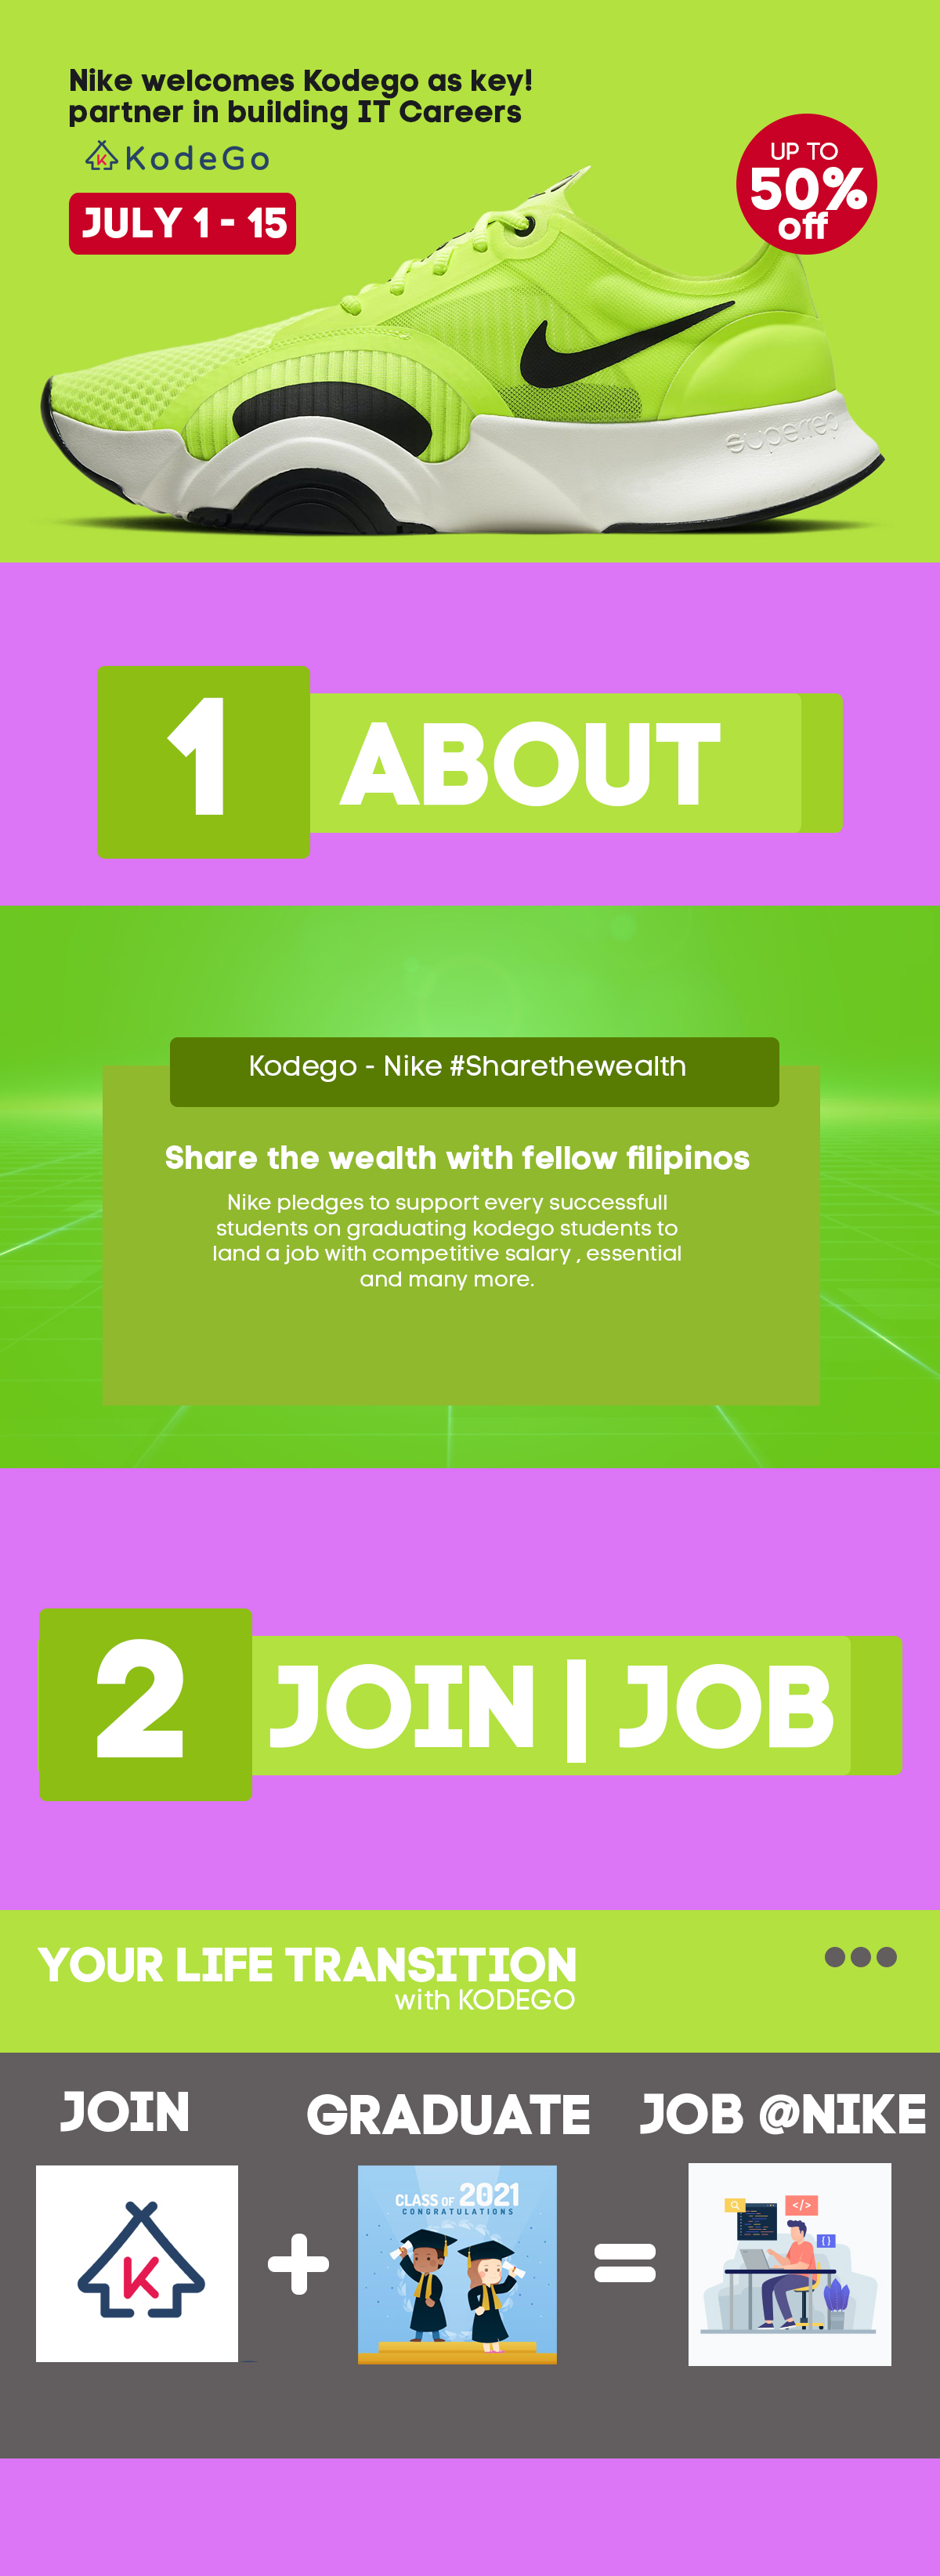 Nike welcomes Kodego as key!
partner in building IT Careers
KodeGo
JULY 1 - 15
UP TO
50%
off
superrep
1 ABOUT
Kodego - Nike #Sharethewealth
Share the wealth with fellow filipinos
Nike pledges to support every successfull
students on graduating kodego students to
land a job with competitive salary , essential
and many more.
2 JOIN | JOB
YOUR LIFE TRANSITION
with KODEGO
JOIN
GRADUATE
JOB @NIKE
K
CLASS OF 2021
CONGRATULATIONS
</>
{ }